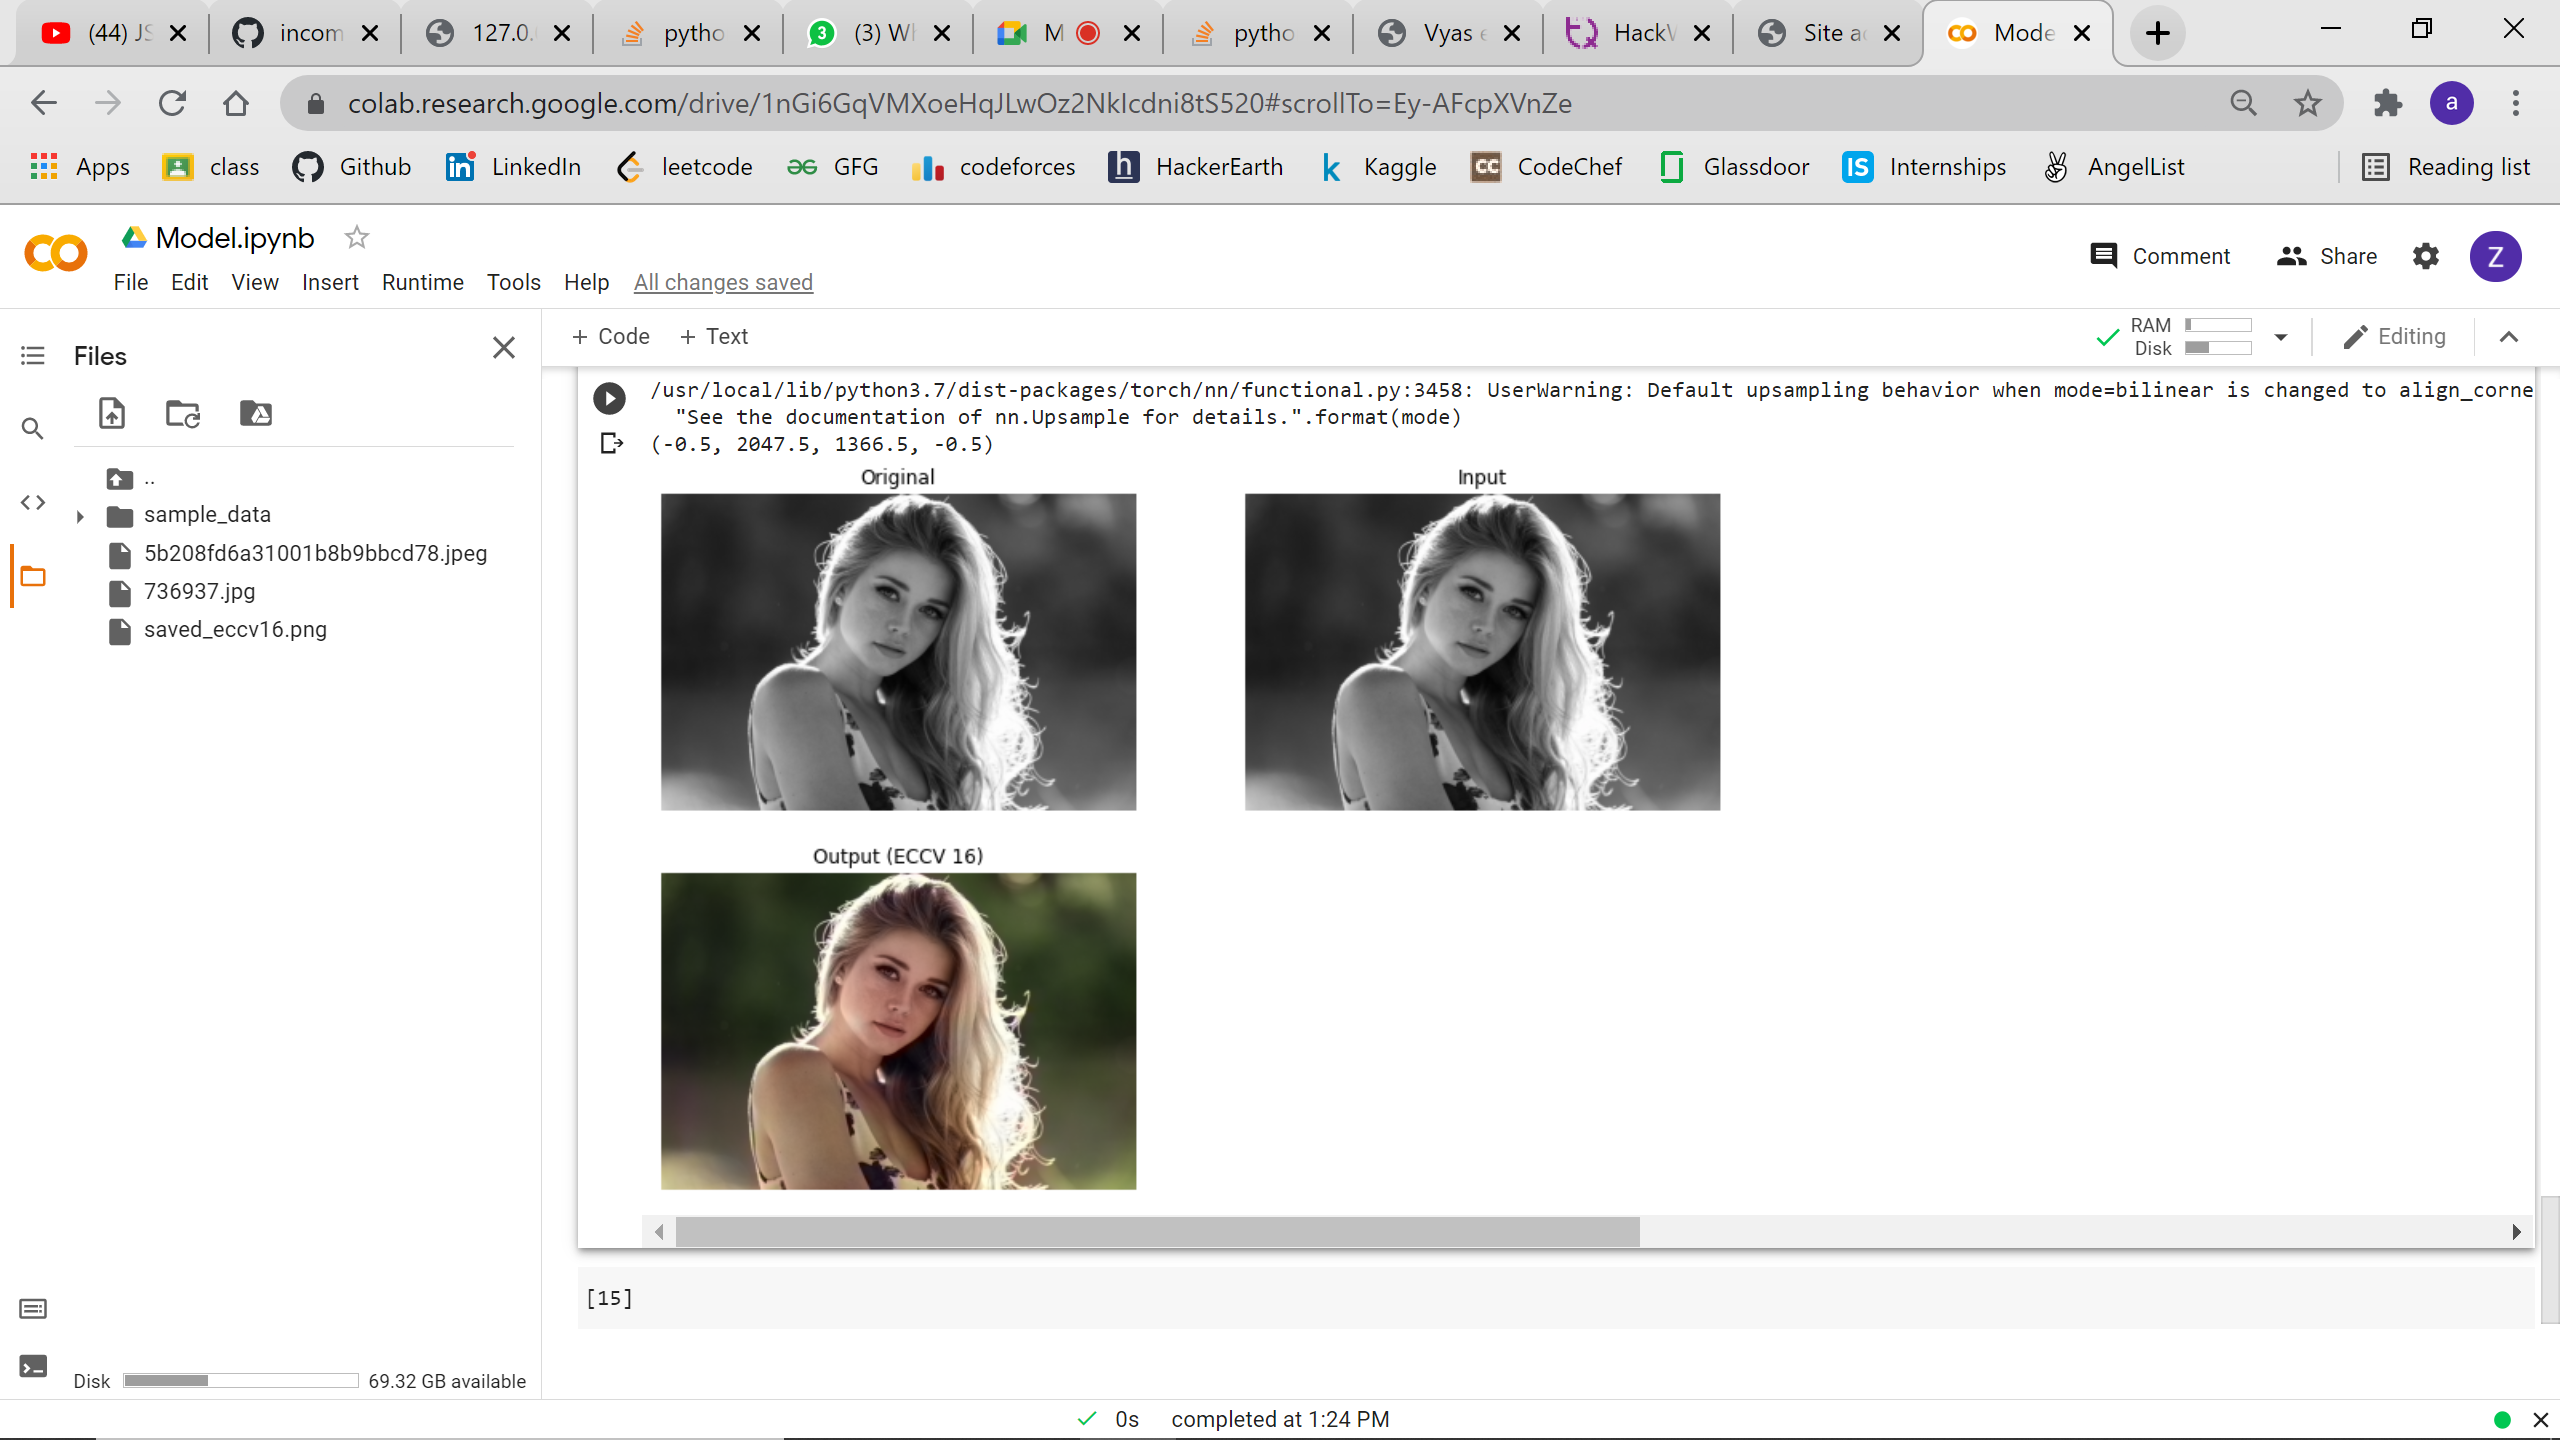 (44) JS
incom
127.0.
pytho
(3) Wh
M
pytho
Vyas e
HackW
Site a
Mode
colab.research.google.com/drive/1nGi6GqVMXoeHqJLwOz2NkIcdni8tS520#scrollTo=Ey-AFcpXVnZe
a
Apps
class
Github
LinkedIn
leetcode
GFG
codeforces
HackerEarth
Kaggle
CodeChef
Glassdoor
Internships
AngelList
Reading list
Model.ipynb
File Edit View Insert Runtime Tools Help All changes saved
Comment
Share
Z
Files
+ Code + Text
RAM
Disk
Editing
..
sample_data
5b208fd6a31001b8b9bbcd78.jpeg
736937.jpg
saved_eccv16.png
/usr/local/lib/python3.7/dist-packages/torch/nn/functional.py:3458: UserWarning: Default upsampling behavior when mode=bilinear is changed to align_corne
"See the documentation of nn.Upsample for details.".format(mode)
(-0.5, 2047.5, 1366.5, -0.5)
Original
Input
Output (ECCV 16)
[15]
Disk
69.32 GB available
0s completed at 1:24 PM